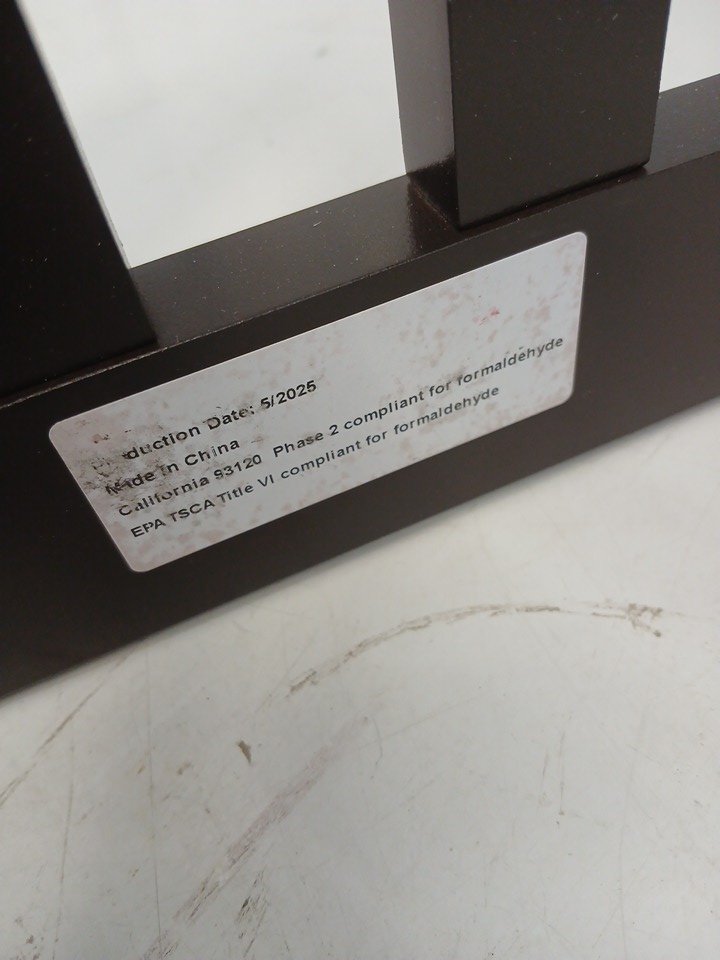 duction Date: 5/2025
Made in China
California 93120 Phase 2 compliant for formaldehyde
EPA TSCA Title VI compliant for formaldehyde